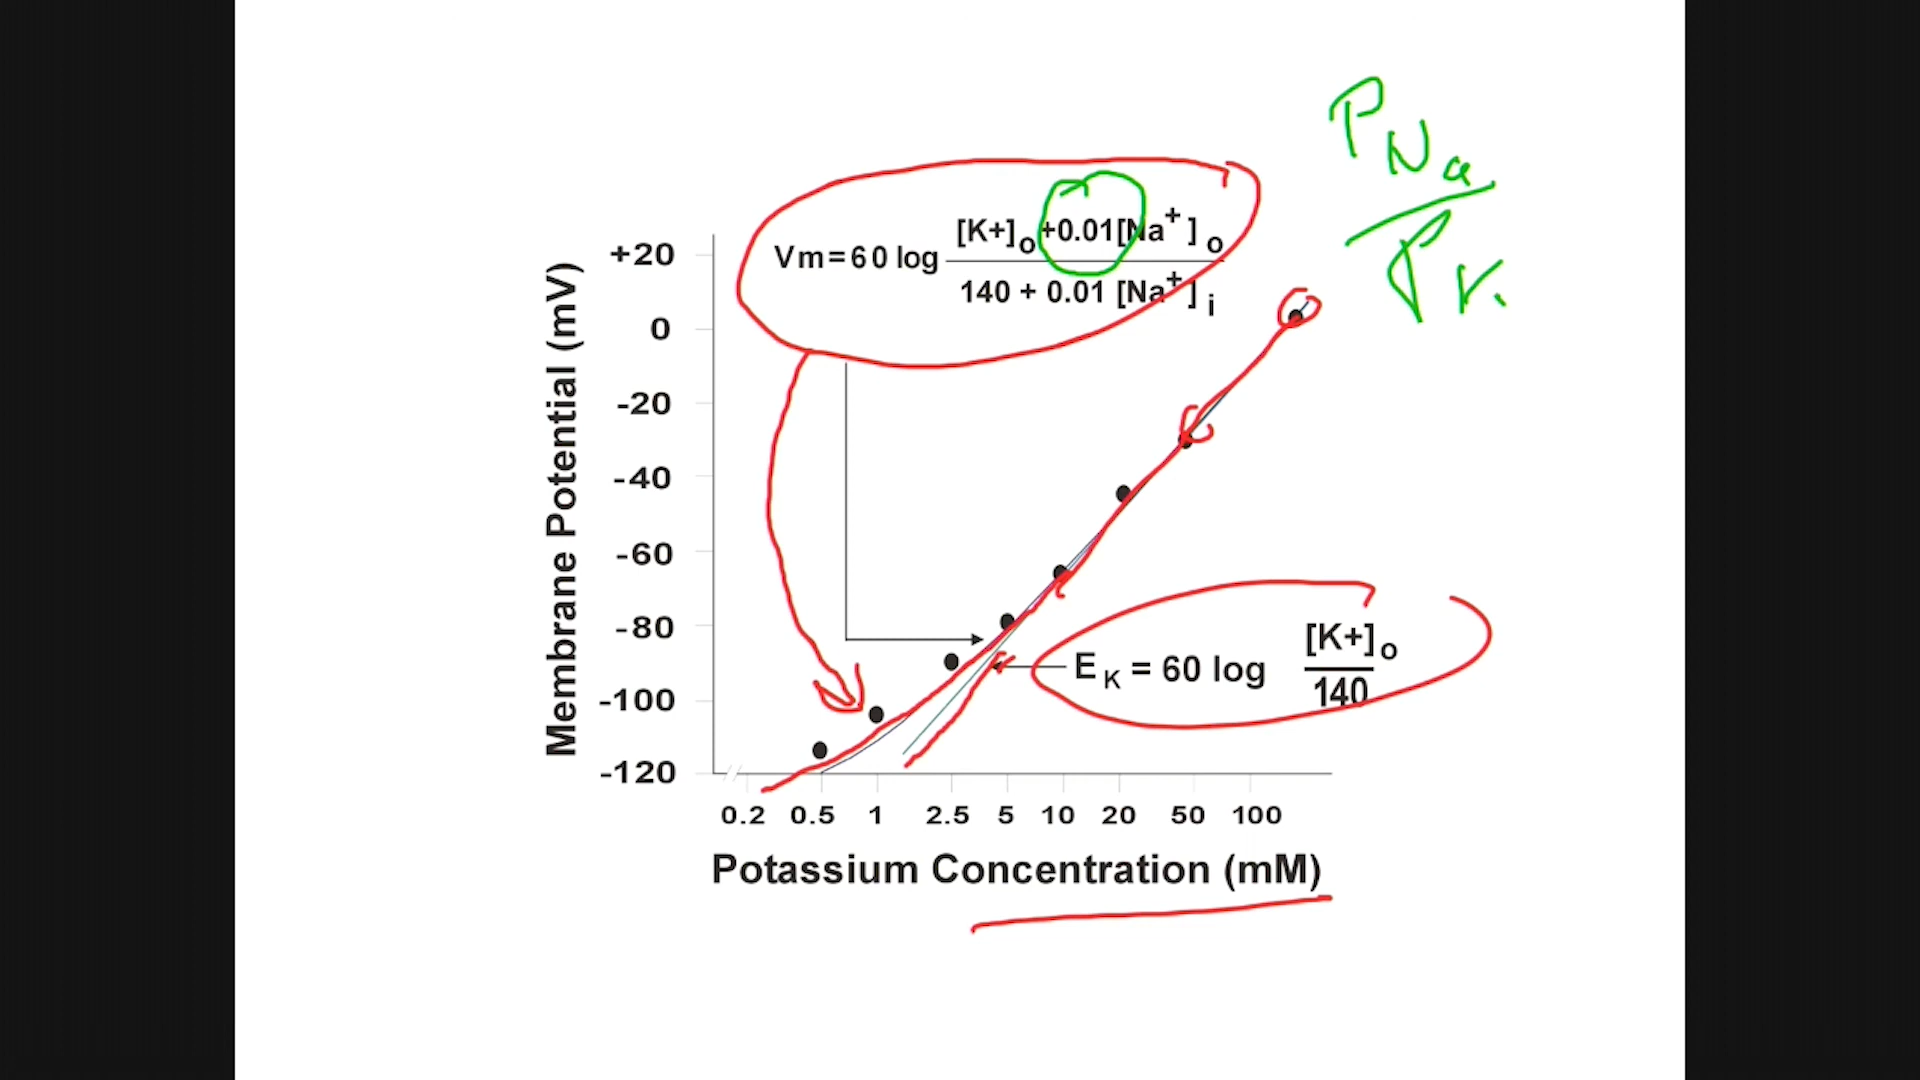 P Na
P K
[K+]o+0.01[Na+]o
Vm=60 log
140 + 0.01 [Na+]i
+20
0
-20
-40
-60
-80
-100
-120
Membrane Potential (mV)
EK = 60 log [K+]o
140
0.2 0.5 1 2.5 5 10 20 50 100
Potassium Concentration (mM)